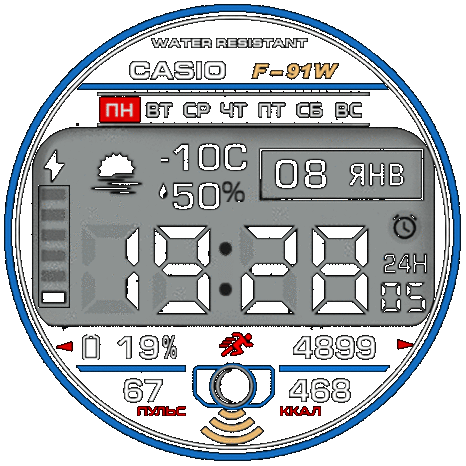 WATER RESISTANT
CASIO F-91W
ПН ВТ СР ЧТ ПТ СБ ВС
-10C 08 ЯНВ
50%
19:28 24H 05
19% 4899
67 468
ПУЛЬС ККАЛ